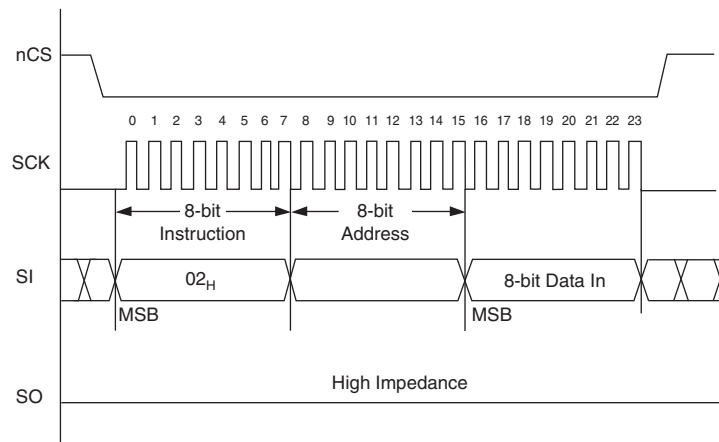 nCS
0 1 2 3 4 5 6 7 8 9 10 11 12 13 14 15 16 17 18 19 20 21 22 23
SCK
8-bit Instruction
8-bit Address
SI
02H
8-bit Data In
MSB
MSB
High Impedance
SO